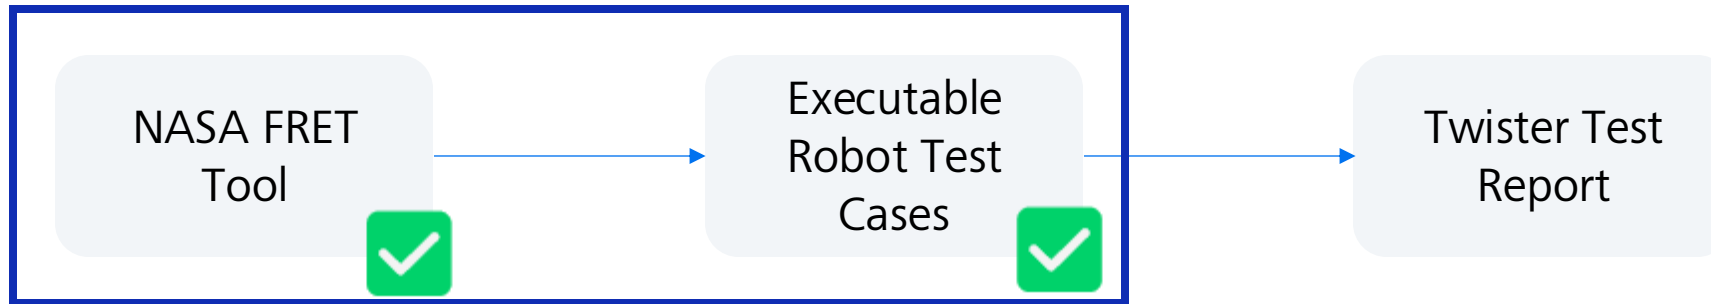 NASA FRET
Tool
Executable
Robot Test
Cases
Twister Test
Report